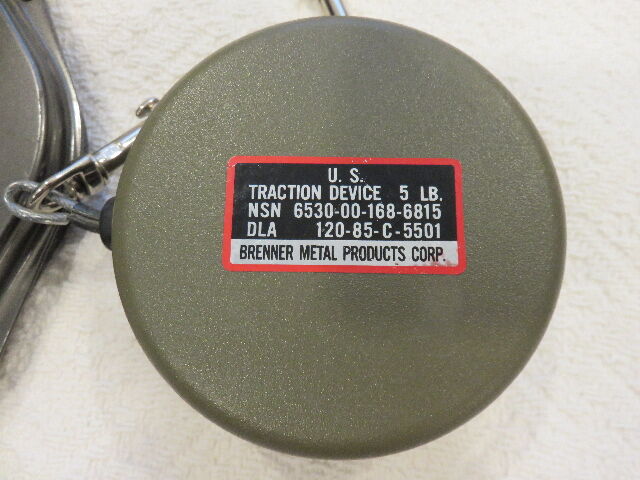 U. S.
TRACTION DEVICE 5 LB.
NSN 6530-00-168-6815
DLA 120-85-C-5501
BRENNER METAL PRODUCTS CORP.